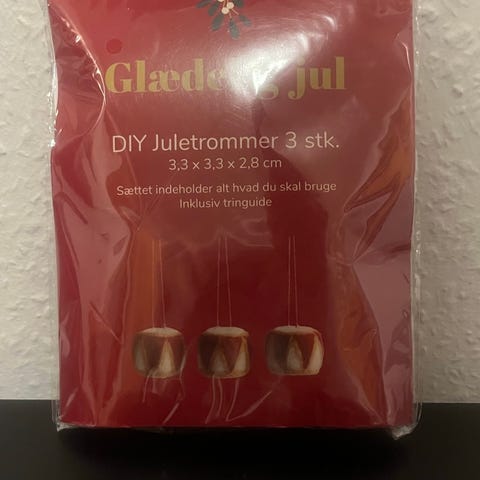 Glædelig jul
DIY Juletrommer 3 stk.
3,3 x 3,3 x 2,8 cm
Sættet indeholder alt hvad du skal bruge
Inklusiv tringuide